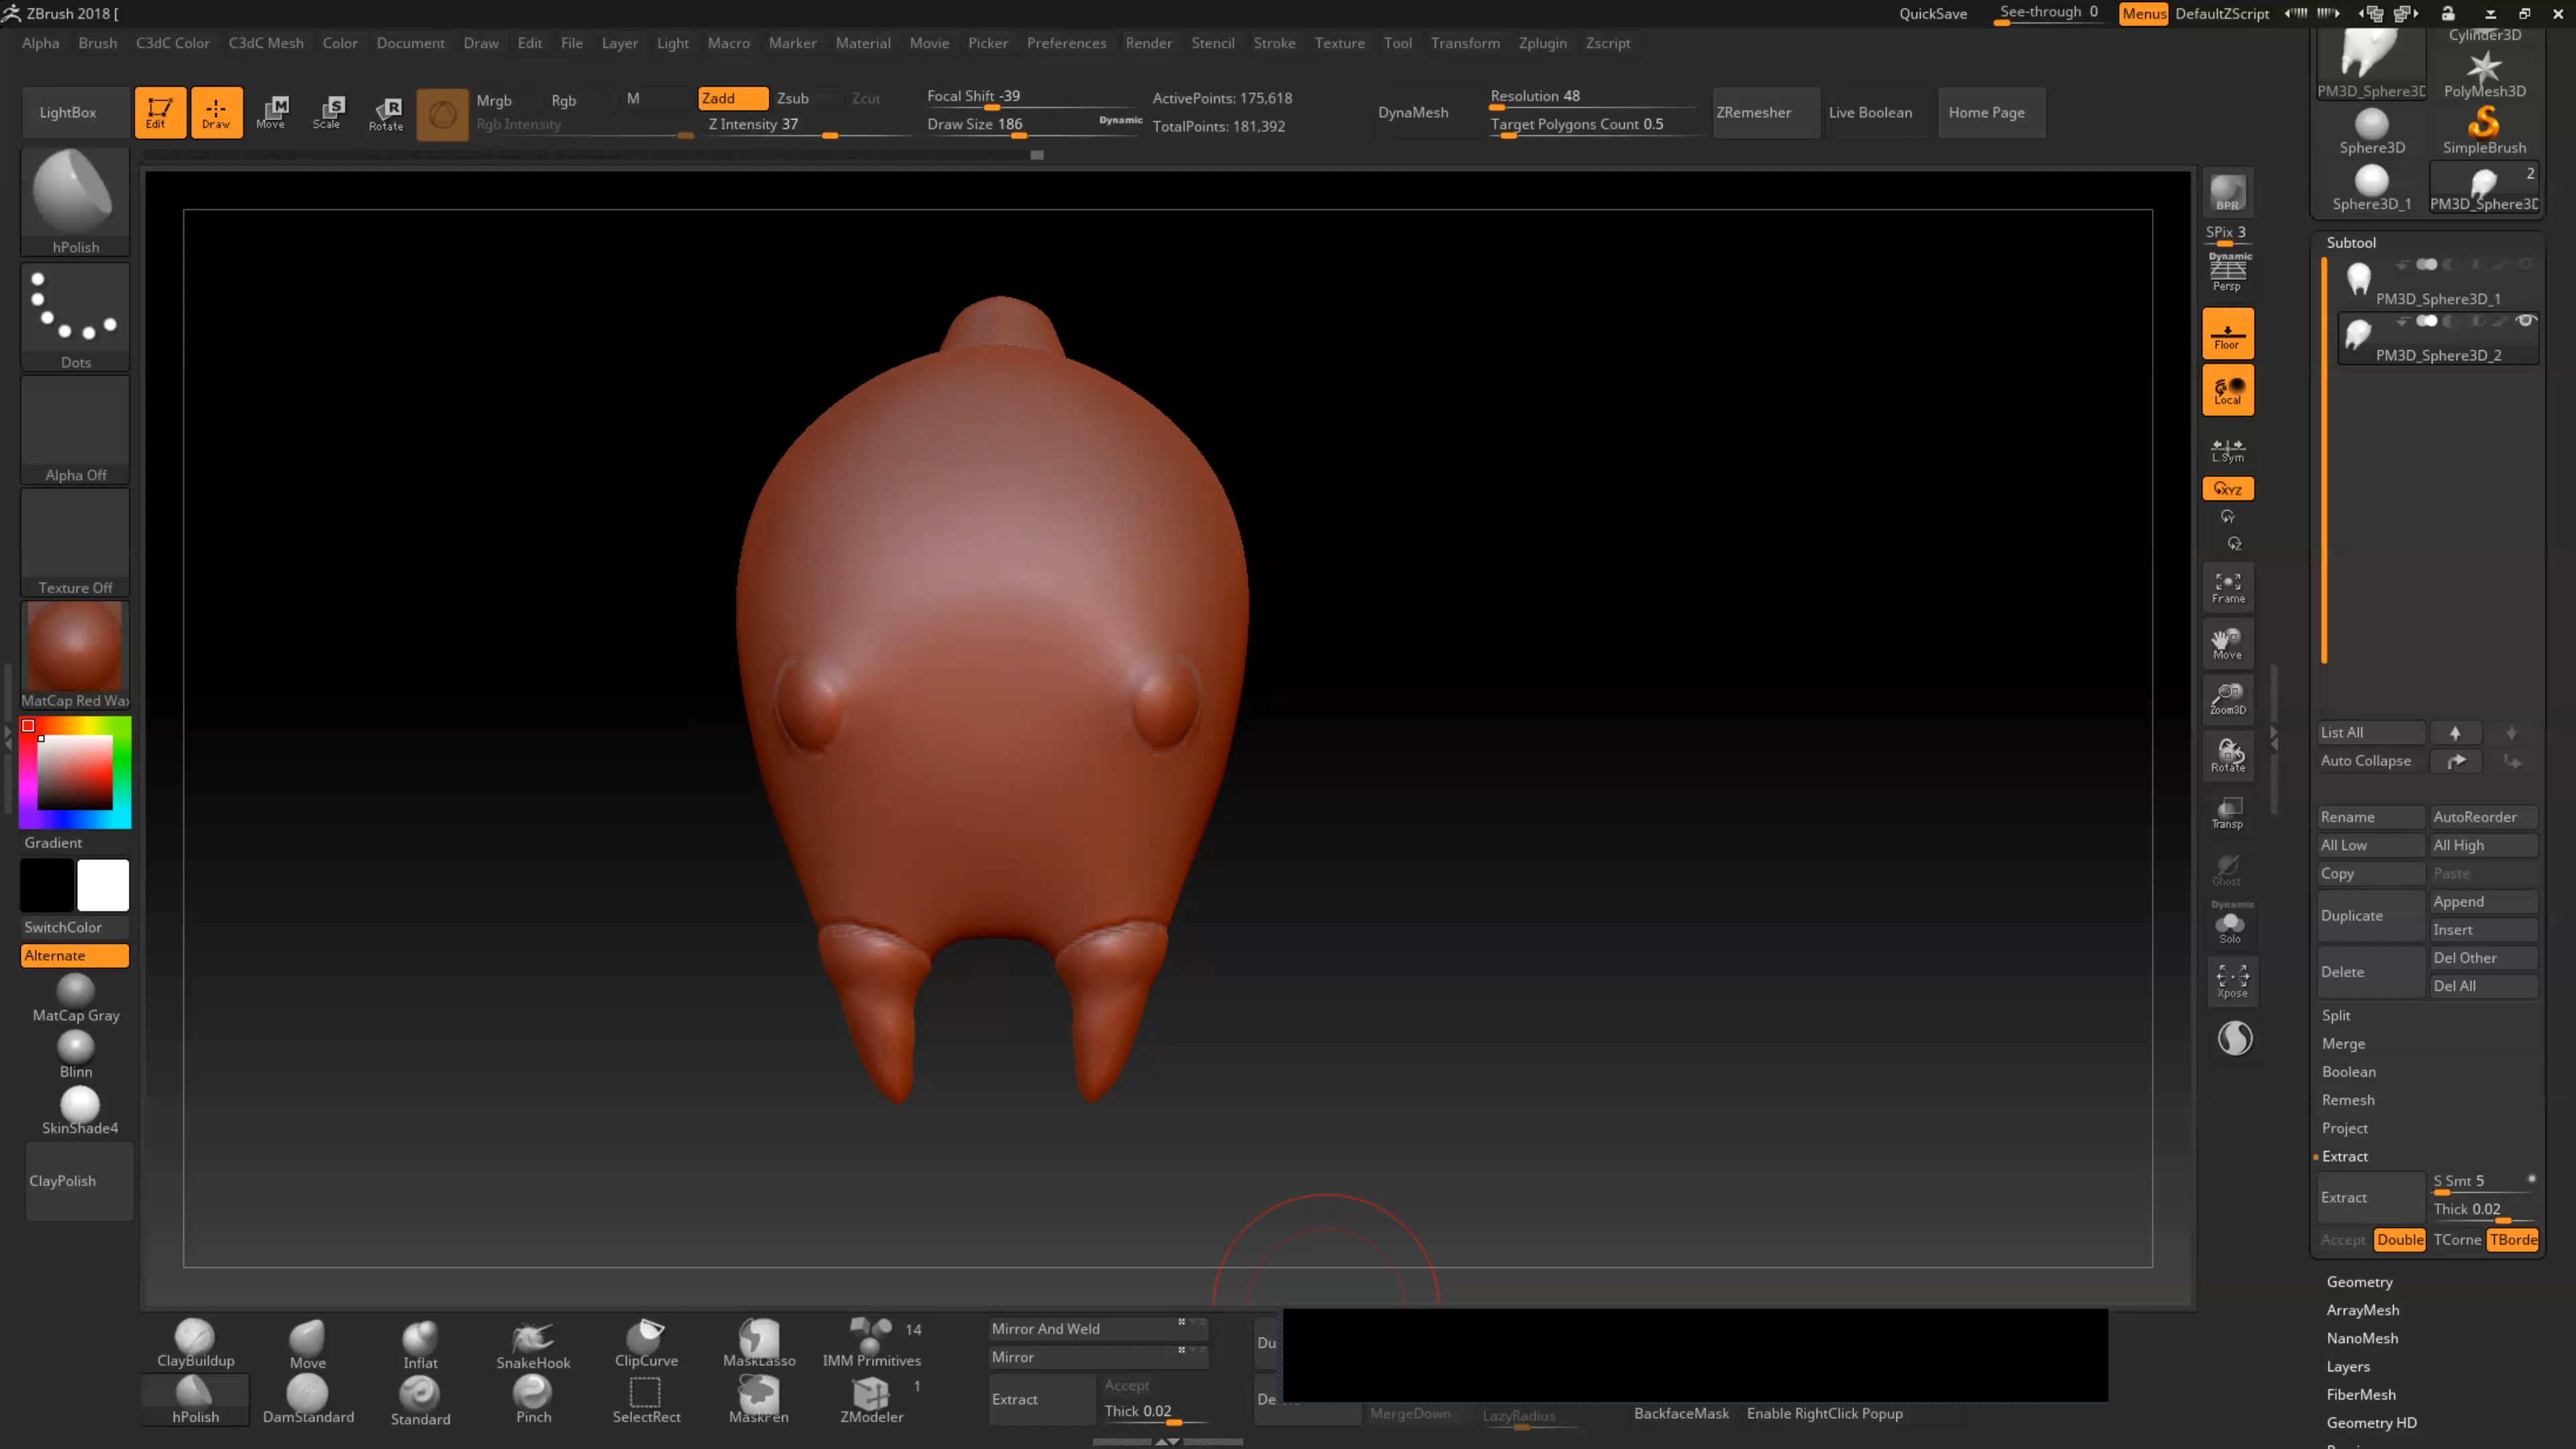 ZBrush 2018 [
QuickSave See-through 0 Menus DefaultZScript
Alpha Brush C3dC Color C3dC Mesh Color Document Draw Edit File Layer Light Macro Marker Material Movie Picker Preferences Render Stencil Stroke Texture Tool Transform Zplugin Zscript
LightBox
Edit
Draw
Move
Scale
Rotate
Mrgb Rgb M
Rgb Intensity
Zadd Zsub Zcut
Z Intensity 37
Focal Shift -39
Draw Size 186
Dynamic
ActivePoints: 175,618
TotalPoints: 181,392
DynaMesh
Resolution 48
Target Polygons Count 0.5
ZRemesher
Live Boolean
Home Page
hPolish
Dots
Alpha Off
Texture Off
MatCap Red Wax
Gradient
SwitchColor
Alternate
MatCap Gray
Blinn
SkinShade4
ClayPolish
BPR
SPix 3
Dynamic
Persp
Floor
Local
L.Sym
XYZ
Y
Z
Frame
Move
Zoom3D
Rotate
Transp
Ghost
Dynamic
Solo
Xpose
Cylinder3D
PM3D_Sphere3D PolyMesh3D
Sphere3D SimpleBrush
2
Sphere3D_1 PM3D_Sphere3D
Subtool
PM3D_Sphere3D_1
PM3D_Sphere3D_2
List All
Auto Collapse
Rename AutoReorder
All Low All High
Copy Paste
Duplicate Append
Insert
Delete Del Other
Del All
Split
Merge
Boolean
Remesh
Project
Extract
Extract S Smt 5
Thick 0.02
Accept Double TCorne TBorde
Geometry
ArrayMesh
NanoMesh
Layers
FiberMesh
Geometry HD
ClayBuildup Move Inflat SnakeHook ClipCurve MaskLasso IMM Primitives 14
hPolish DamStandard Standard Pinch SelectRect MaskPen ZModeler 1
Mirror And Weld
Mirror
Extract Accept
Thick 0.02
Du
De
MergeDown LazyRadius BackfaceMask Enable RightClick Popup